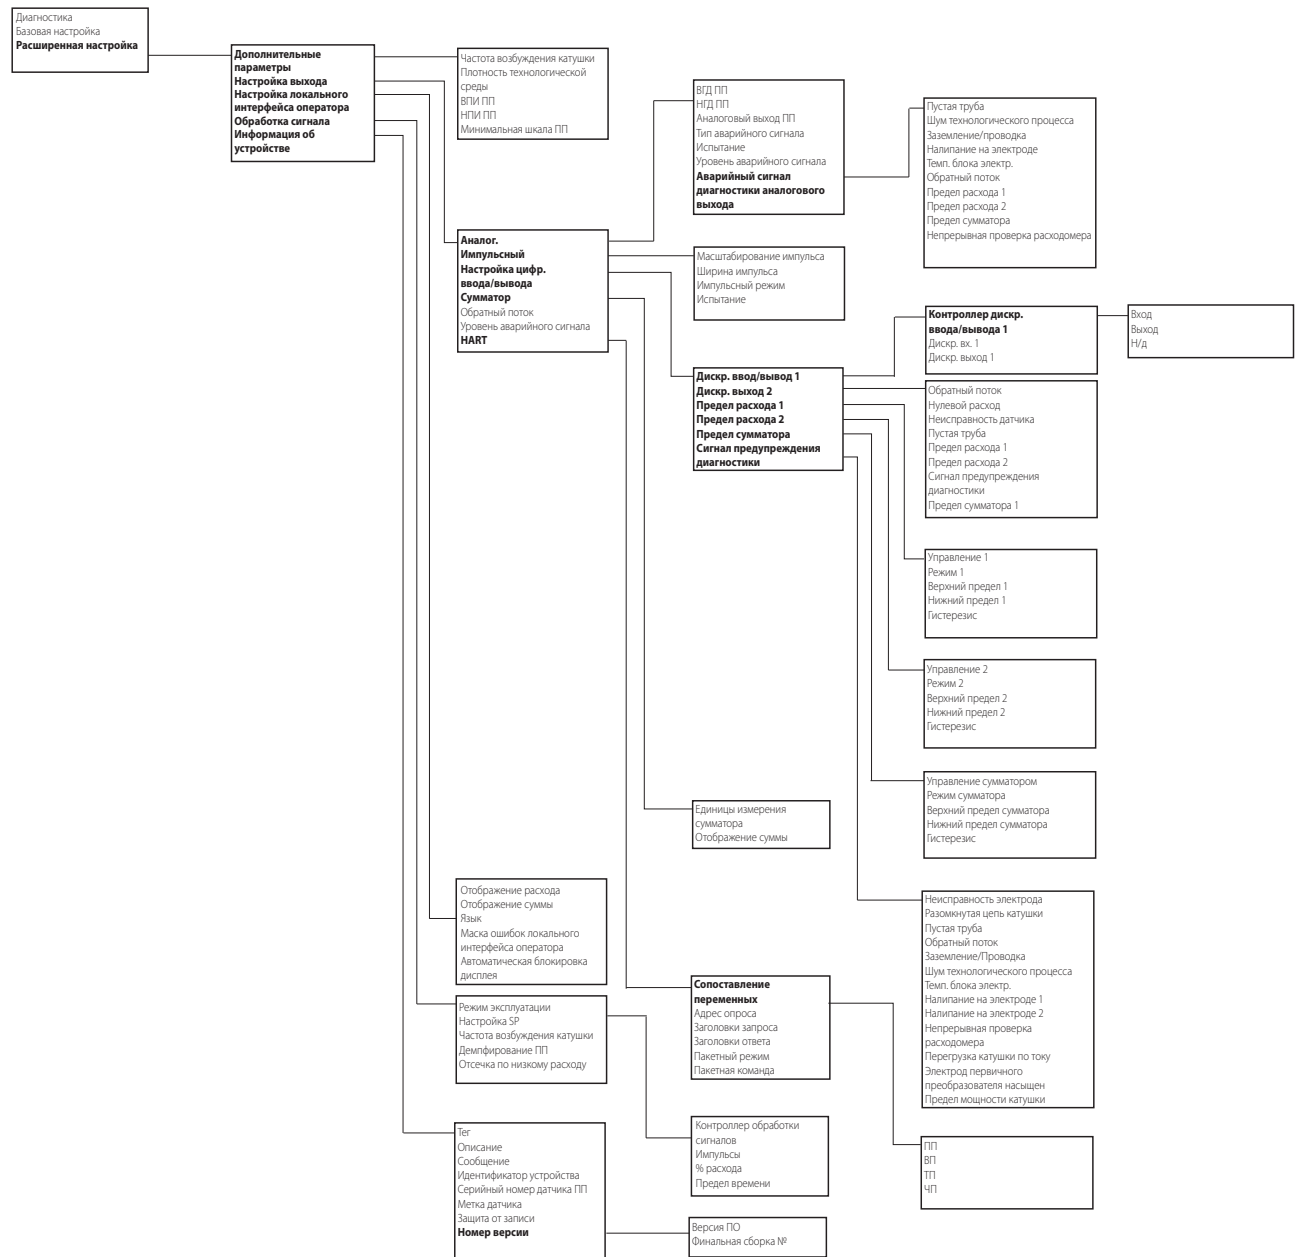 Диагностика
Базовая настройка
Расширенная настройка
Дополнительные
параметры
Настройка выхода
Настройка локального
интерфейса оператора
Обработка сигнала
Информация об
устройстве
Частота возбуждения катушки
Плотность технологической
среды
ВПИ ПП
НПИ ПП
Минимальная шкала ПП
Аналог.
Импульсный
Настройка цифр.
ввода/вывода
Сумматор
Обратный поток
Уровень аварийного сигнала
HART
Отображение расхода
Отображение суммы
Язык
Маска ошибок локального
интерфейса оператора
Автоматическая блокировка
дисплея
Режим эксплуатации
Настройка SP
Частота возбуждения катушки
Демпфирование ПП
Отсечка по низкому расходу
Тег
Описание
Сообщение
Идентификатор устройства
Серийный номер датчика ПП
Метка датчика
Защита от записи
Номер версии
ВГД ПП
НГД ПП
Аналоговый выход ПП
Тип аварийного сигнала
Испытание
Уровень аварийного сигнала
Аварийный сигнал
диагностики аналогового
выхода
Масштабирование импульса
Ширина импульса
Импульсный режим
Испытание
Дискр. ввод/вывод 1
Дискр. выход 2
Предел расхода 1
Предел расхода 2
Предел сумматора
Сигнал предупреждения
диагностики
Единицы измерения
сумматора
Отображение суммы
Сопоставление
переменных
Адрес опроса
Заголовки запроса
Заголовки ответа
Пакетный режим
Пакетная команда
Контроллер обработки
сигналов
Импульсы
% расхода
Предел времени
Версия ПО
Финальная сборка №
Пустая труба
Шум технологического процесса
Заземление/проводка
Налипание на электроде
Темп. блока электр.
Обратный поток
Предел расхода 1
Предел расхода 2
Предел сумматора
Непрерывная проверка расходомера
Контроллер дискр.
ввода/вывода 1
Дискр. вх. 1
Дискр. выход 1
Вход
Выход
Н/д
Обратный поток
Нулевой расход
Неисправность датчика
Пустая труба
Предел расхода 1
Предел расхода 2
Сигнал предупреждения
диагностики
Предел сумматора 1
Управление 1
Режим 1
Верхний предел 1
Нижний предел 1
Гистерезис
Управление 2
Режим 2
Верхний предел 2
Нижний предел 2
Гистерезис
Управление сумматором
Режим сумматора
Верхний предел сумматора
Нижний предел сумматора
Гистерезис
Неисправность электрода
Разомкнутая цепь катушки
Пустая труба
Обратный поток
Заземление/Проводка
Шум технологического процесса
Темп. блока электр.
Налипание на электроде 1
Налипание на электроде 2
Непрерывная проверка
расходомера
Перегрузка катушки по току
Электрод первичного
преобразователя насыщен
Предел мощности катушки
ПП
ВП
ТП
ЧП